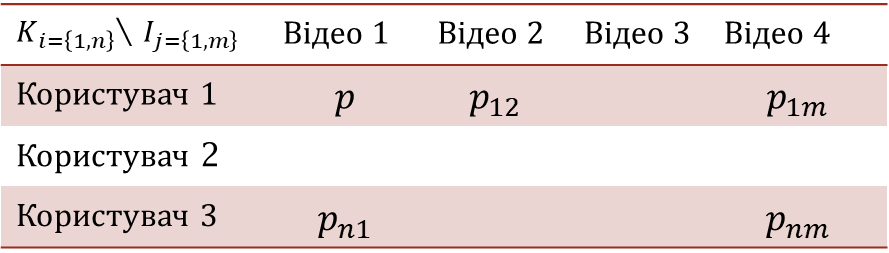 K_{i={1,n}} \ I_{j={1,m}} Відео 1 Відео 2 Відео 3 Відео 4
Користувач 1 p p_{12} p_{1m}
Користувач 2
Користувач 3 p_{n1} p_{nm}